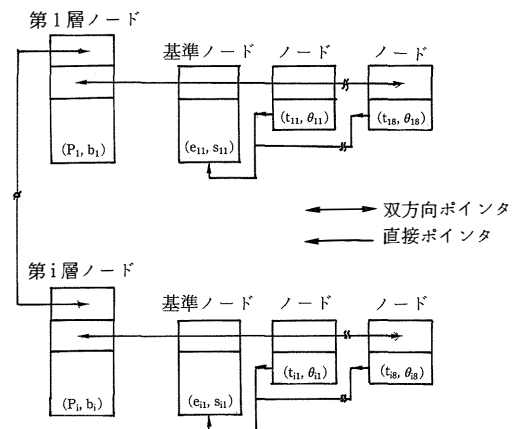 第1層ノード
基準ノード ノード ノード
(P₁, b₁) (e₁₁, s₁₁) (t₁₁, θ₁₁) (t₁₈, θ₁₈)
双方向ポインタ
直接ポインタ
第i層ノード
基準ノード ノード ノード
(Pᵢ, bᵢ) (eᵢ₁, sᵢ₁) (tᵢ₁, θᵢ₁) (tᵢ₈, θᵢ₈)